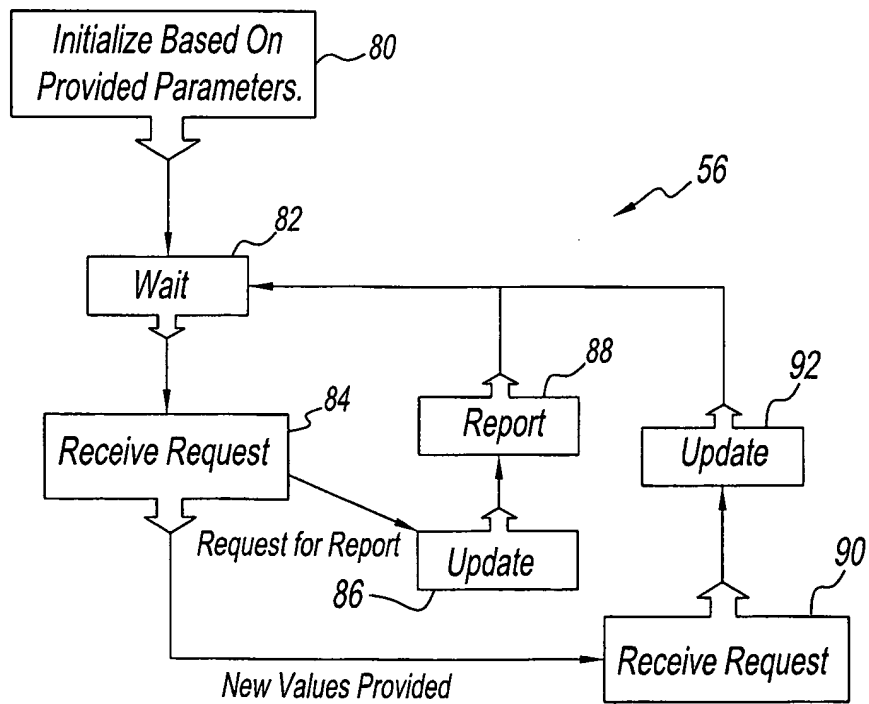 Initialize Based On
Provided Parameters.
80
56
82
Wait
88
92
84
Report
Receive Request
Update
Request for Report
Update
86
90
Receive Request
New Values Provided